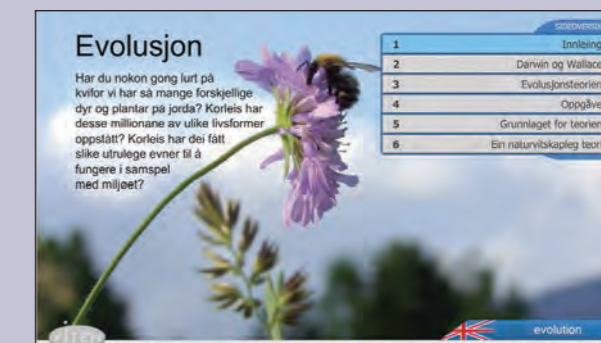 Evolusjon
Har du nokon gong lurt på
kvifor vi har så mange forskjellige
dyr og plantar på jorda? Korleis har
desse millionane av ulike livsformer
oppstått? Korleis har dei fått
slike utrulege evner til å
fungere i samspel
med miljøet?
SIDEOVERSIKT
1 Innleiing
2 Darwin og Wallace
3 Evolusjonsteorien
4 Oppgåve
5 Grunnlaget for teorien
6 Ein naturvitskapleg teori
viten
evolution